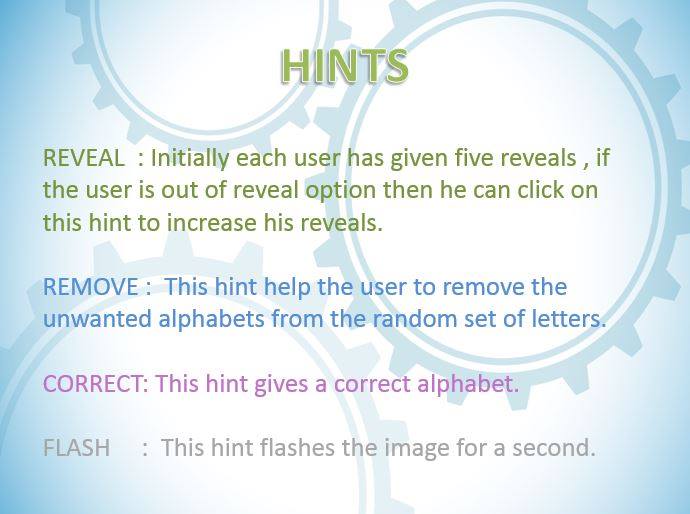 HINTS
REVEAL  : Initially each user has given five reveals , if
the user is out of reveal option then he can click on
this hint to increase his reveals.
REMOVE :  This hint help the user to remove the
unwanted alphabets from the random set of letters.
CORRECT: This hint gives a correct alphabet.
FLASH     :  This hint flashes the image for a second.